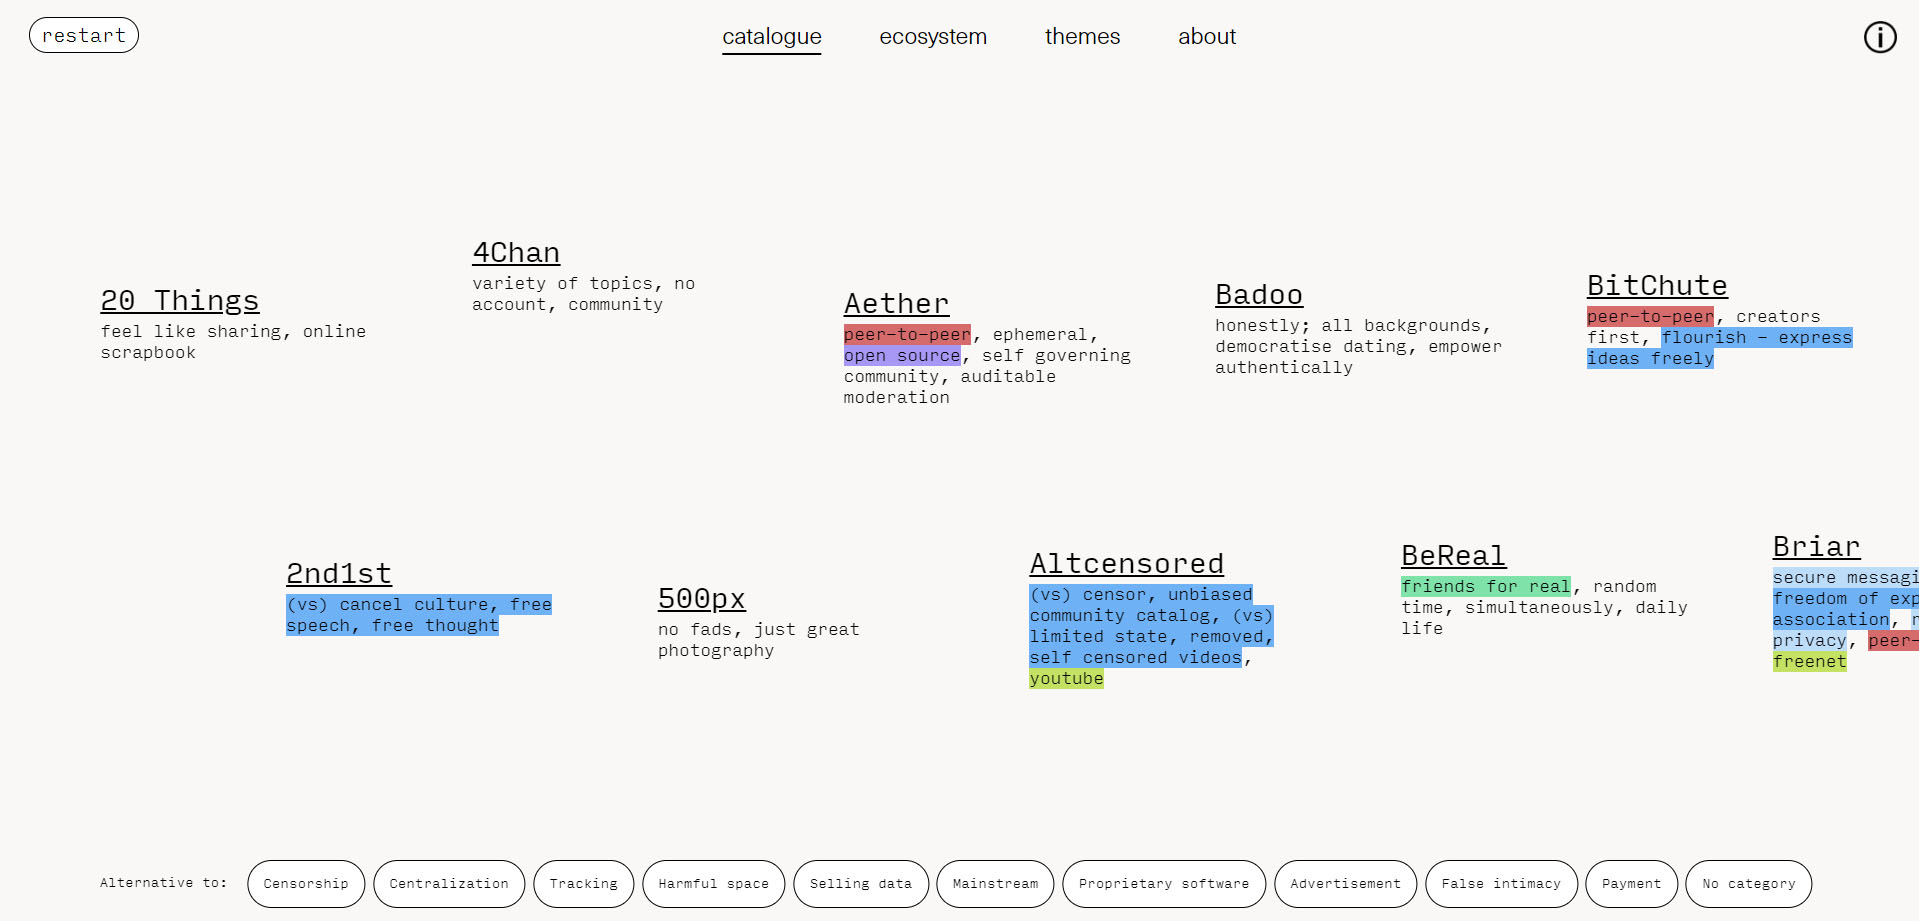 restart
catalogue
ecosystem
themes
about
20 Things
feel like sharing, online
scrapbook
4Chan
variety of topics, no
account, community
Aether
peer-to-peer, ephemeral,
open source, self governing
community, auditable
moderation
Badoo
honestly; all backgrounds,
democratise dating, empower
authentically
BitChute
peer-to-peer, creators
first, flourish - express
ideas freely
2nd1st
(vs) cancel culture, free
speech, free thought
500px
no fads, just great
photography
Altcensored
(vs) censor, unbiased
community catalog, (vs)
limited state, removed,
self censored videos,
youtube
BeReal
friends for real, random
time, simultaneously, daily
life
Briar
secure messagi
freedom of exp
association,
privacy, peer-
freenet
Alternative to:
Censorship
Centralization
Tracking
Harmful space
Selling data
Mainstream
Proprietary software
Advertisement
False intimacy
Payment
No category